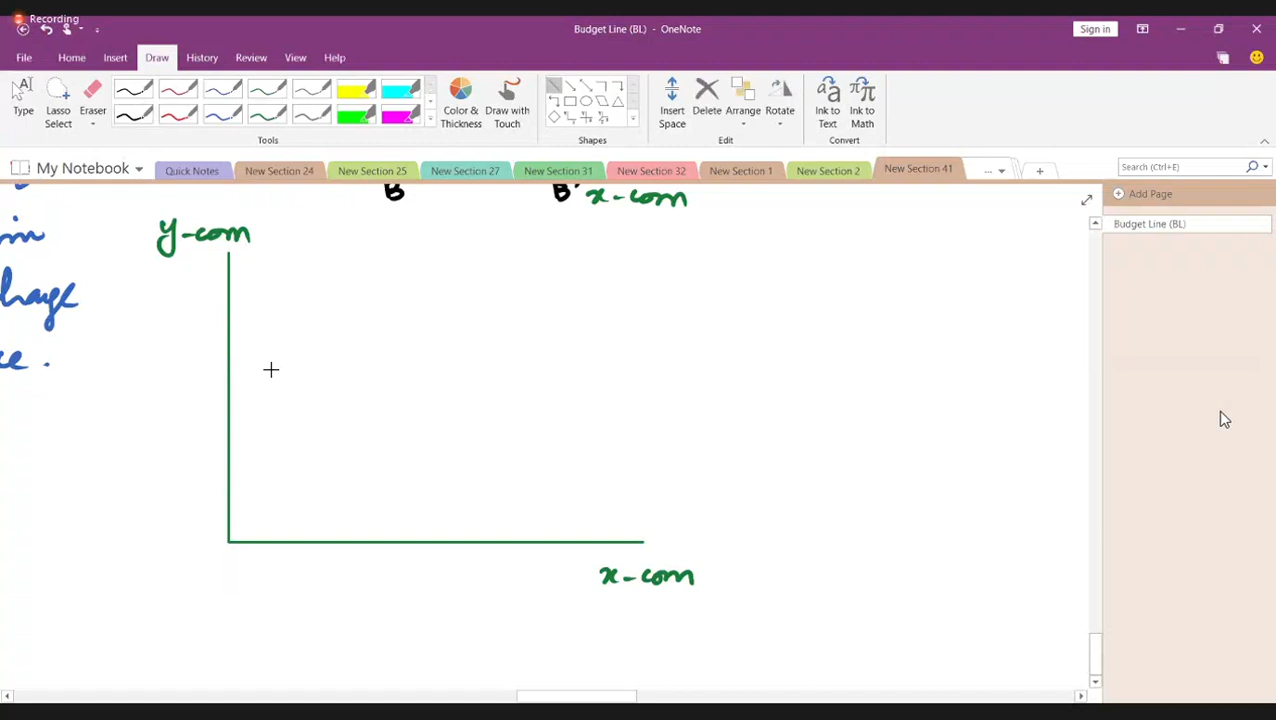 Recording
Budget Line (BL) - OneNote
Sign in
File Home Insert Draw History Review View Help
Type
Lasso Select
Eraser
Color & Thickness
Draw with Touch
Insert Space
Delete
Arrange
Rotate
Ink to Text
Ink to Math
Tools
Shapes
Edit
Convert
My Notebook
Quick Notes
New Section 24
New Section 25
New Section 27
New Section 31
New Section 32
New Section 1
New Section 2
New Section 41
...
Search (Ctrl+E)
Add Page
Budget Line (BL)
B B' x-com
y-com
in
x-com